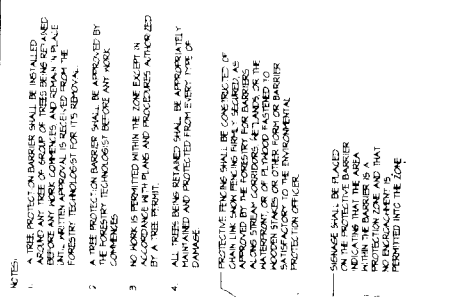 NOTES:
1. A TREE PROTECTION BARRIER SHALL BE INSTALLED
AROUND ANY TREE OR GROUP OF TREES BEING RETAINED
BEFORE ANY WORK COMMENCES AND REMAIN IN PLACE
UNTIL WRITTEN APPROVAL IS RECEIVED FROM THE
FORESTRY TECHNOLOGIST FOR ITS REMOVAL.
2. A TREE PROTECTION BARRIER SHALL BE APPROVED BY
THE FORESTRY TECHNOLOGIST BEFORE ANY WORK
COMMENCES
3. NO WORK IS PERMITTED WITHIN THE ZONE EXCEPT IN
ACCORDANCE WITH PLANS AND PROCEDURES AUTHORIZED
BY A TREE PERMIT.
4. ALL TREES BEING RETAINED SHALL BE APPROPRIATELY
MAINTAINED AND PROTECTED FROM EVERY TYPE OF
DAMAGE.
PROTECTIVE FENCING SHALL BE CONSTRUCTED OF
CHAIN LINK SNOW FENCING FIRMLY SECURED, AS
APPROVED BY THE FORESTRY FOR BARRIERS
ALONG STREAM CORRIDORS, WETLANDS OR THE
WATERFRONT, OR OF PLYWOOD FASTENED TO
WOODEN STAKES OR OTHER FORM OR BARRIER
SATISFACTORY TO THE ENVIRONMENTAL
PROTECTION OFFICER.
SIGNAGE SHALL BE PLACED
ON THE PROTECTIVE BARRIER
INDICATING THAT THE AREA
WITHIN THE BARRIER IS A
PROTECTION ZONE AND THAT
NO ENCROACHMENT IS
PERMITTED INTO THE ZONE